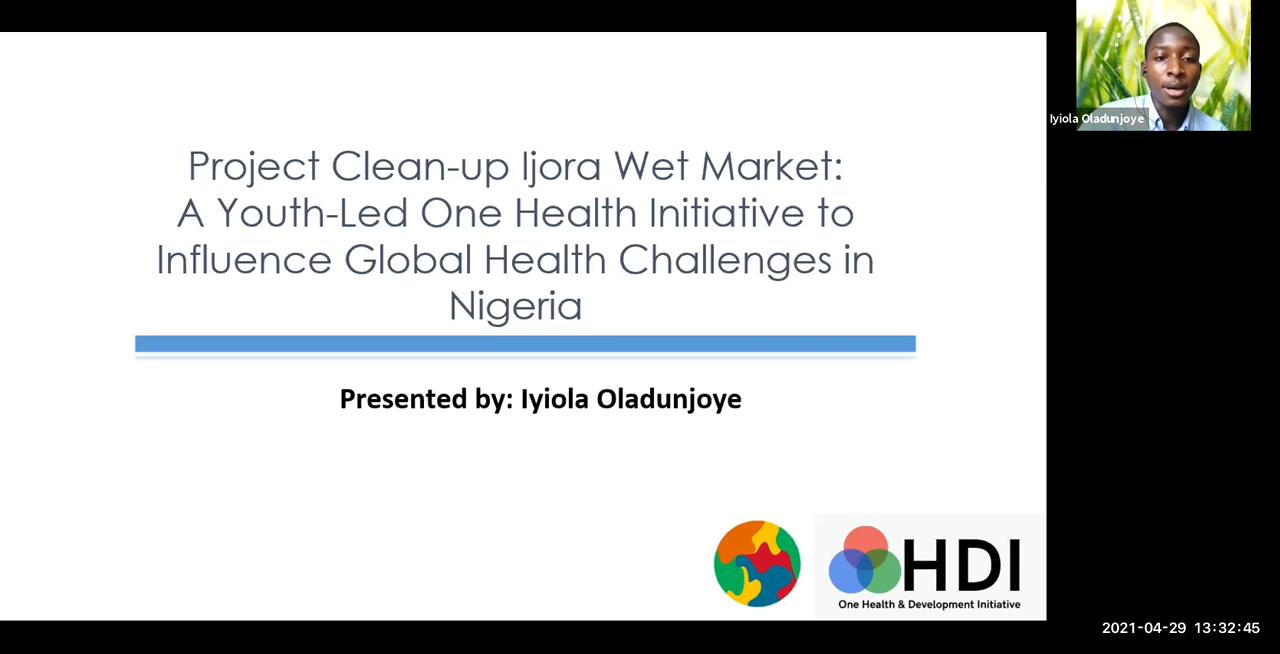 Project Clean-up Ijora Wet Market:
A Youth-Led One Health Initiative to
Influence Global Health Challenges in
Nigeria
Presented by: Iyiola Oladunjoye
HDI
One Health & Development Initiative
Iyiola Oladunjoye
2021-04-29 13:32:45